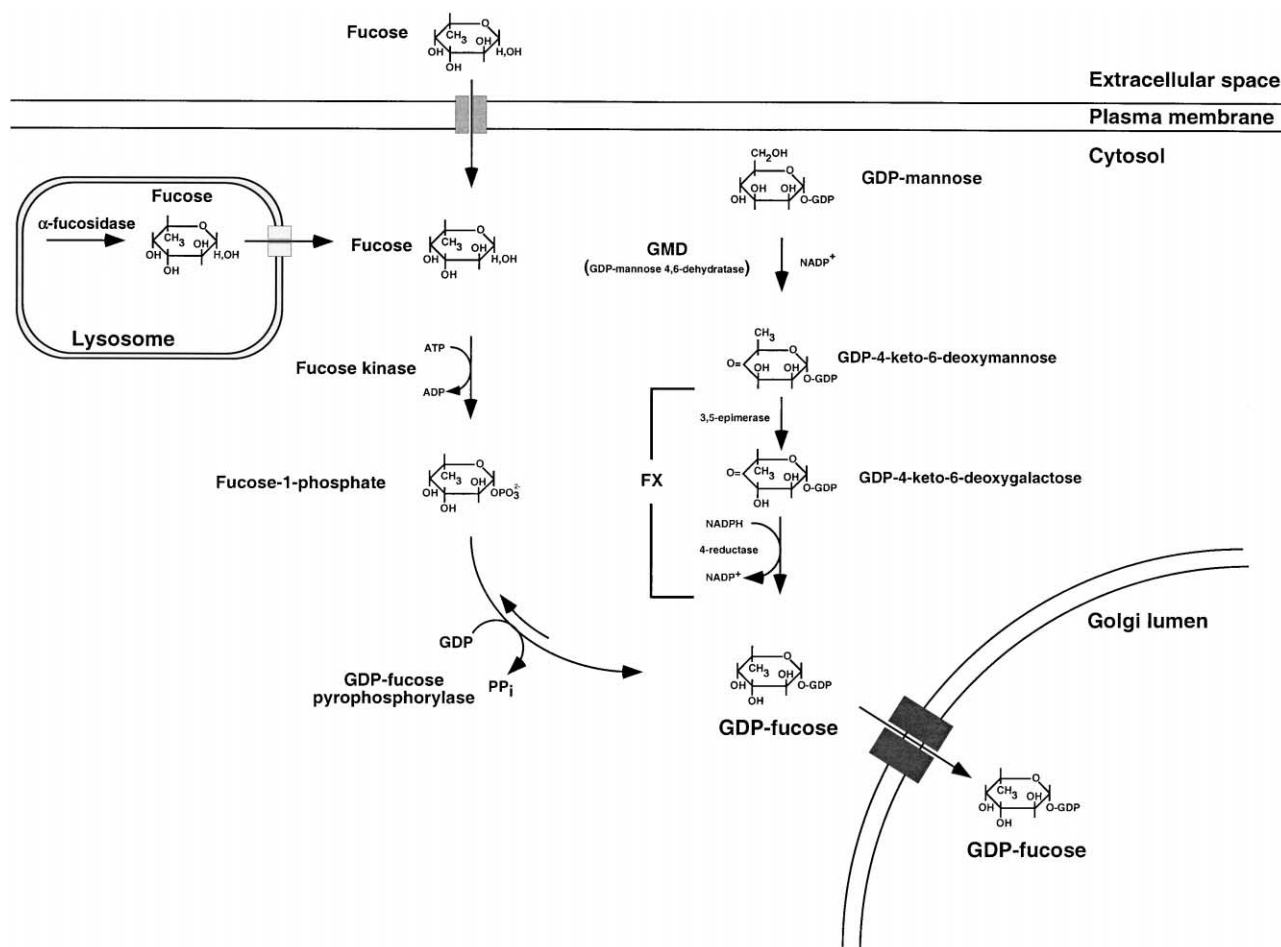 Fucose
O
CH3
OH
OH
H,OH
OH
Extracellular space
Plasma membrane
Cytosol
CH2OH
O
OH
OH
OH
O-GDP
GDP-mannose
Fucose
α-fucosidase
O
CH3
OH
OH
H,OH
OH
Lysosome
Fucose
O
CH3
OH
OH
H,OH
OH
GMD
(GDP-mannose 4,6-dehydratase)
NADP+
CH3
O
O=
OH
OH
O-GDP
GDP-4-keto-6-deoxymannose
ATP
Fucose kinase
ADP
3,5-epimerase
FX
O
O=
CH3
OH
O-GDP
OH
GDP-4-keto-6-deoxygalactose
Fucose-1-phosphate
O
CH3
OH
OH
OPO3 2-
OH
NADPH
4-reductase
NADP+
Golgi lumen
GDP
PPi
GDP-fucose
pyrophosphorylase
O
CH3
OH
OH
O-GDP
OH
GDP-fucose
O
CH3
OH
OH
O-GDP
OH
GDP-fucose